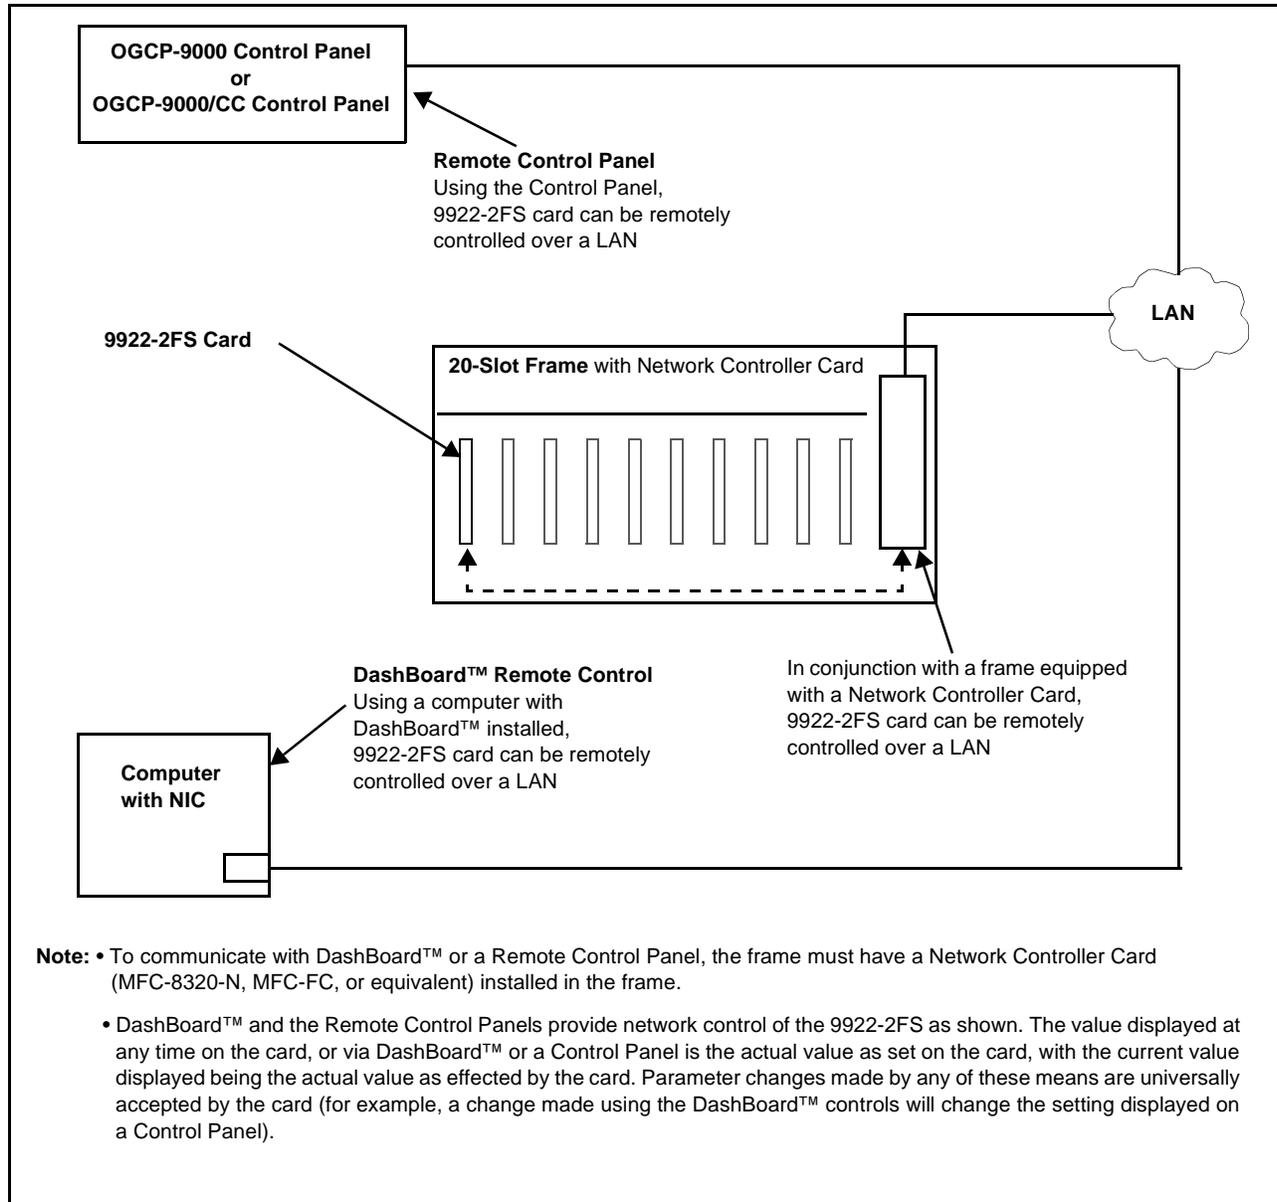 OGCP-9000 Control Panel
or
OGCP-9000/CC Control Panel
Remote Control Panel
Using the Control Panel,
9922-2FS card can be remotely
controlled over a LAN
LAN
9922-2FS Card
20-Slot Frame with Network Controller Card
DashBoard™ Remote Control
Using a computer with
DashBoard™ installed,
9922-2FS card can be remotely
controlled over a LAN
In conjunction with a frame equipped
with a Network Controller Card,
9922-2FS card can be remotely
controlled over a LAN
Computer
with NIC
Note: • To communicate with DashBoard™ or a Remote Control Panel, the frame must have a Network Controller Card
(MFC-8320-N, MFC-FC, or equivalent) installed in the frame.
• DashBoard™ and the Remote Control Panels provide network control of the 9922-2FS as shown. The value displayed at
any time on the card, or via DashBoard™ or a Control Panel is the actual value as set on the card, with the current value
displayed being the actual value as effected by the card. Parameter changes made by any of these means are universally
accepted by the card (for example, a change made using the DashBoard™ controls will change the setting displayed on
a Control Panel).